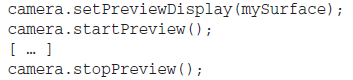 camera.setPreviewDisplay(mySurface);
camera.startPreview();
[ … ]
camera.stopPreview();